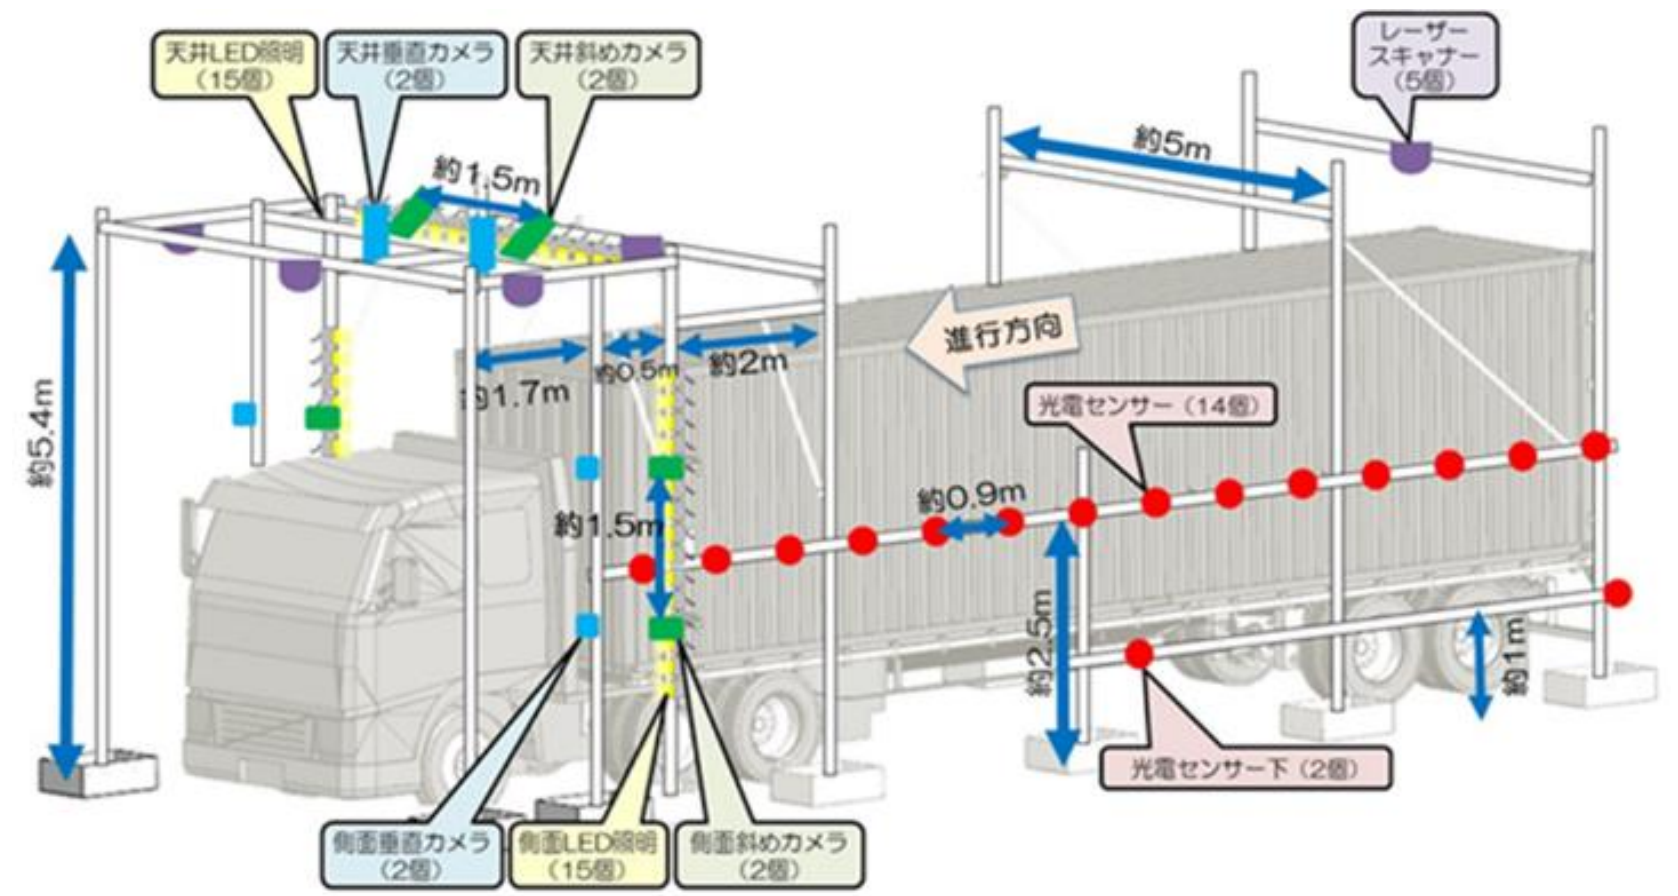 天井LED照明
（15個）
天井垂直カメラ
（2個）
天井斜めカメラ
（2個）
レーザー
スキャナー
（5個）
約1.5m
約5m
進行方向
約1.7m
約0.5m
約2m
約5.4m
光電センサー（14個）
約0.9m
約1.5m
約2.5m
約1m
光電センサー下（2個）
側面垂直カメラ
（2個）
側面LED照明
（15個）
側面斜めカメラ
（2個）